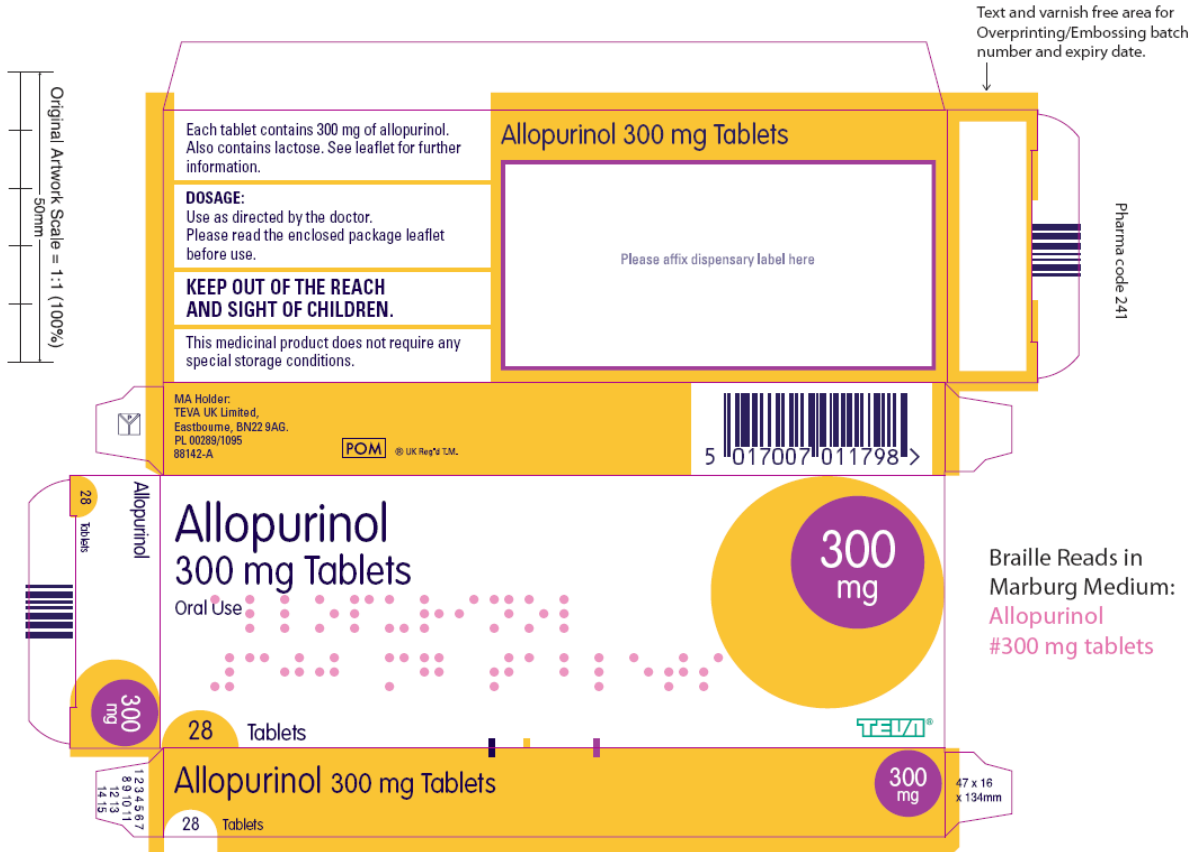 Text and varnish free area for
Overprinting/Embossing batch
number and expiry date.
Original Artwork Scale = 1:1 (100%)
50mm
Each tablet contains 300 mg of allopurinol.
Also contains lactose. See leaflet for further
information.
DOSAGE:
Use as directed by the doctor.
Please read the enclosed package leaflet
before use.
KEEP OUT OF THE REACH
AND SIGHT OF CHILDREN.
This medicinal product does not require any
special storage conditions.
Allopurinol 300 mg Tablets
Please affix dispensary label here
Pharma code 241
MA Holder:
TEVA UK Limited,
Eastbourne, BN22 9AG.
PL 00289/1095
88142-A
POM
® UK Reg'd T.M.
5 017007 011798 >
28
Tablets
Allopurinol
300
mg
Allopurinol
300 mg Tablets
Oral Use
300
mg
28 Tablets
TEVA®
Braille Reads in
Marburg Medium:
Allopurinol
#300 mg tablets
1 2 3 4 5 6 7
8 9 10 11
12 13
14 15
Allopurinol 300 mg Tablets
28 Tablets
300
mg
47 x 16
x 134mm